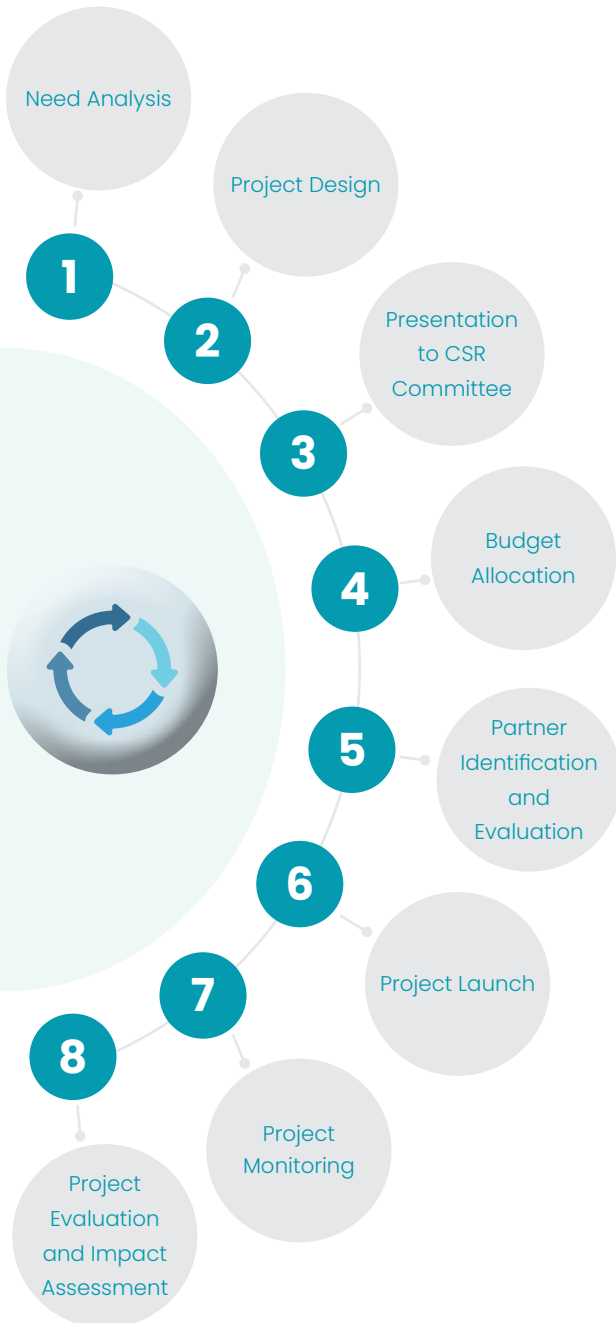 Need Analysis
1
Project Design
2
Presentation
to CSR
Committee
3
Budget
Allocation
4
Partner
Identification
and
Evaluation
5
6
Project Launch
7
Project
Monitoring
8
Project
Evaluation
and Impact
Assessment